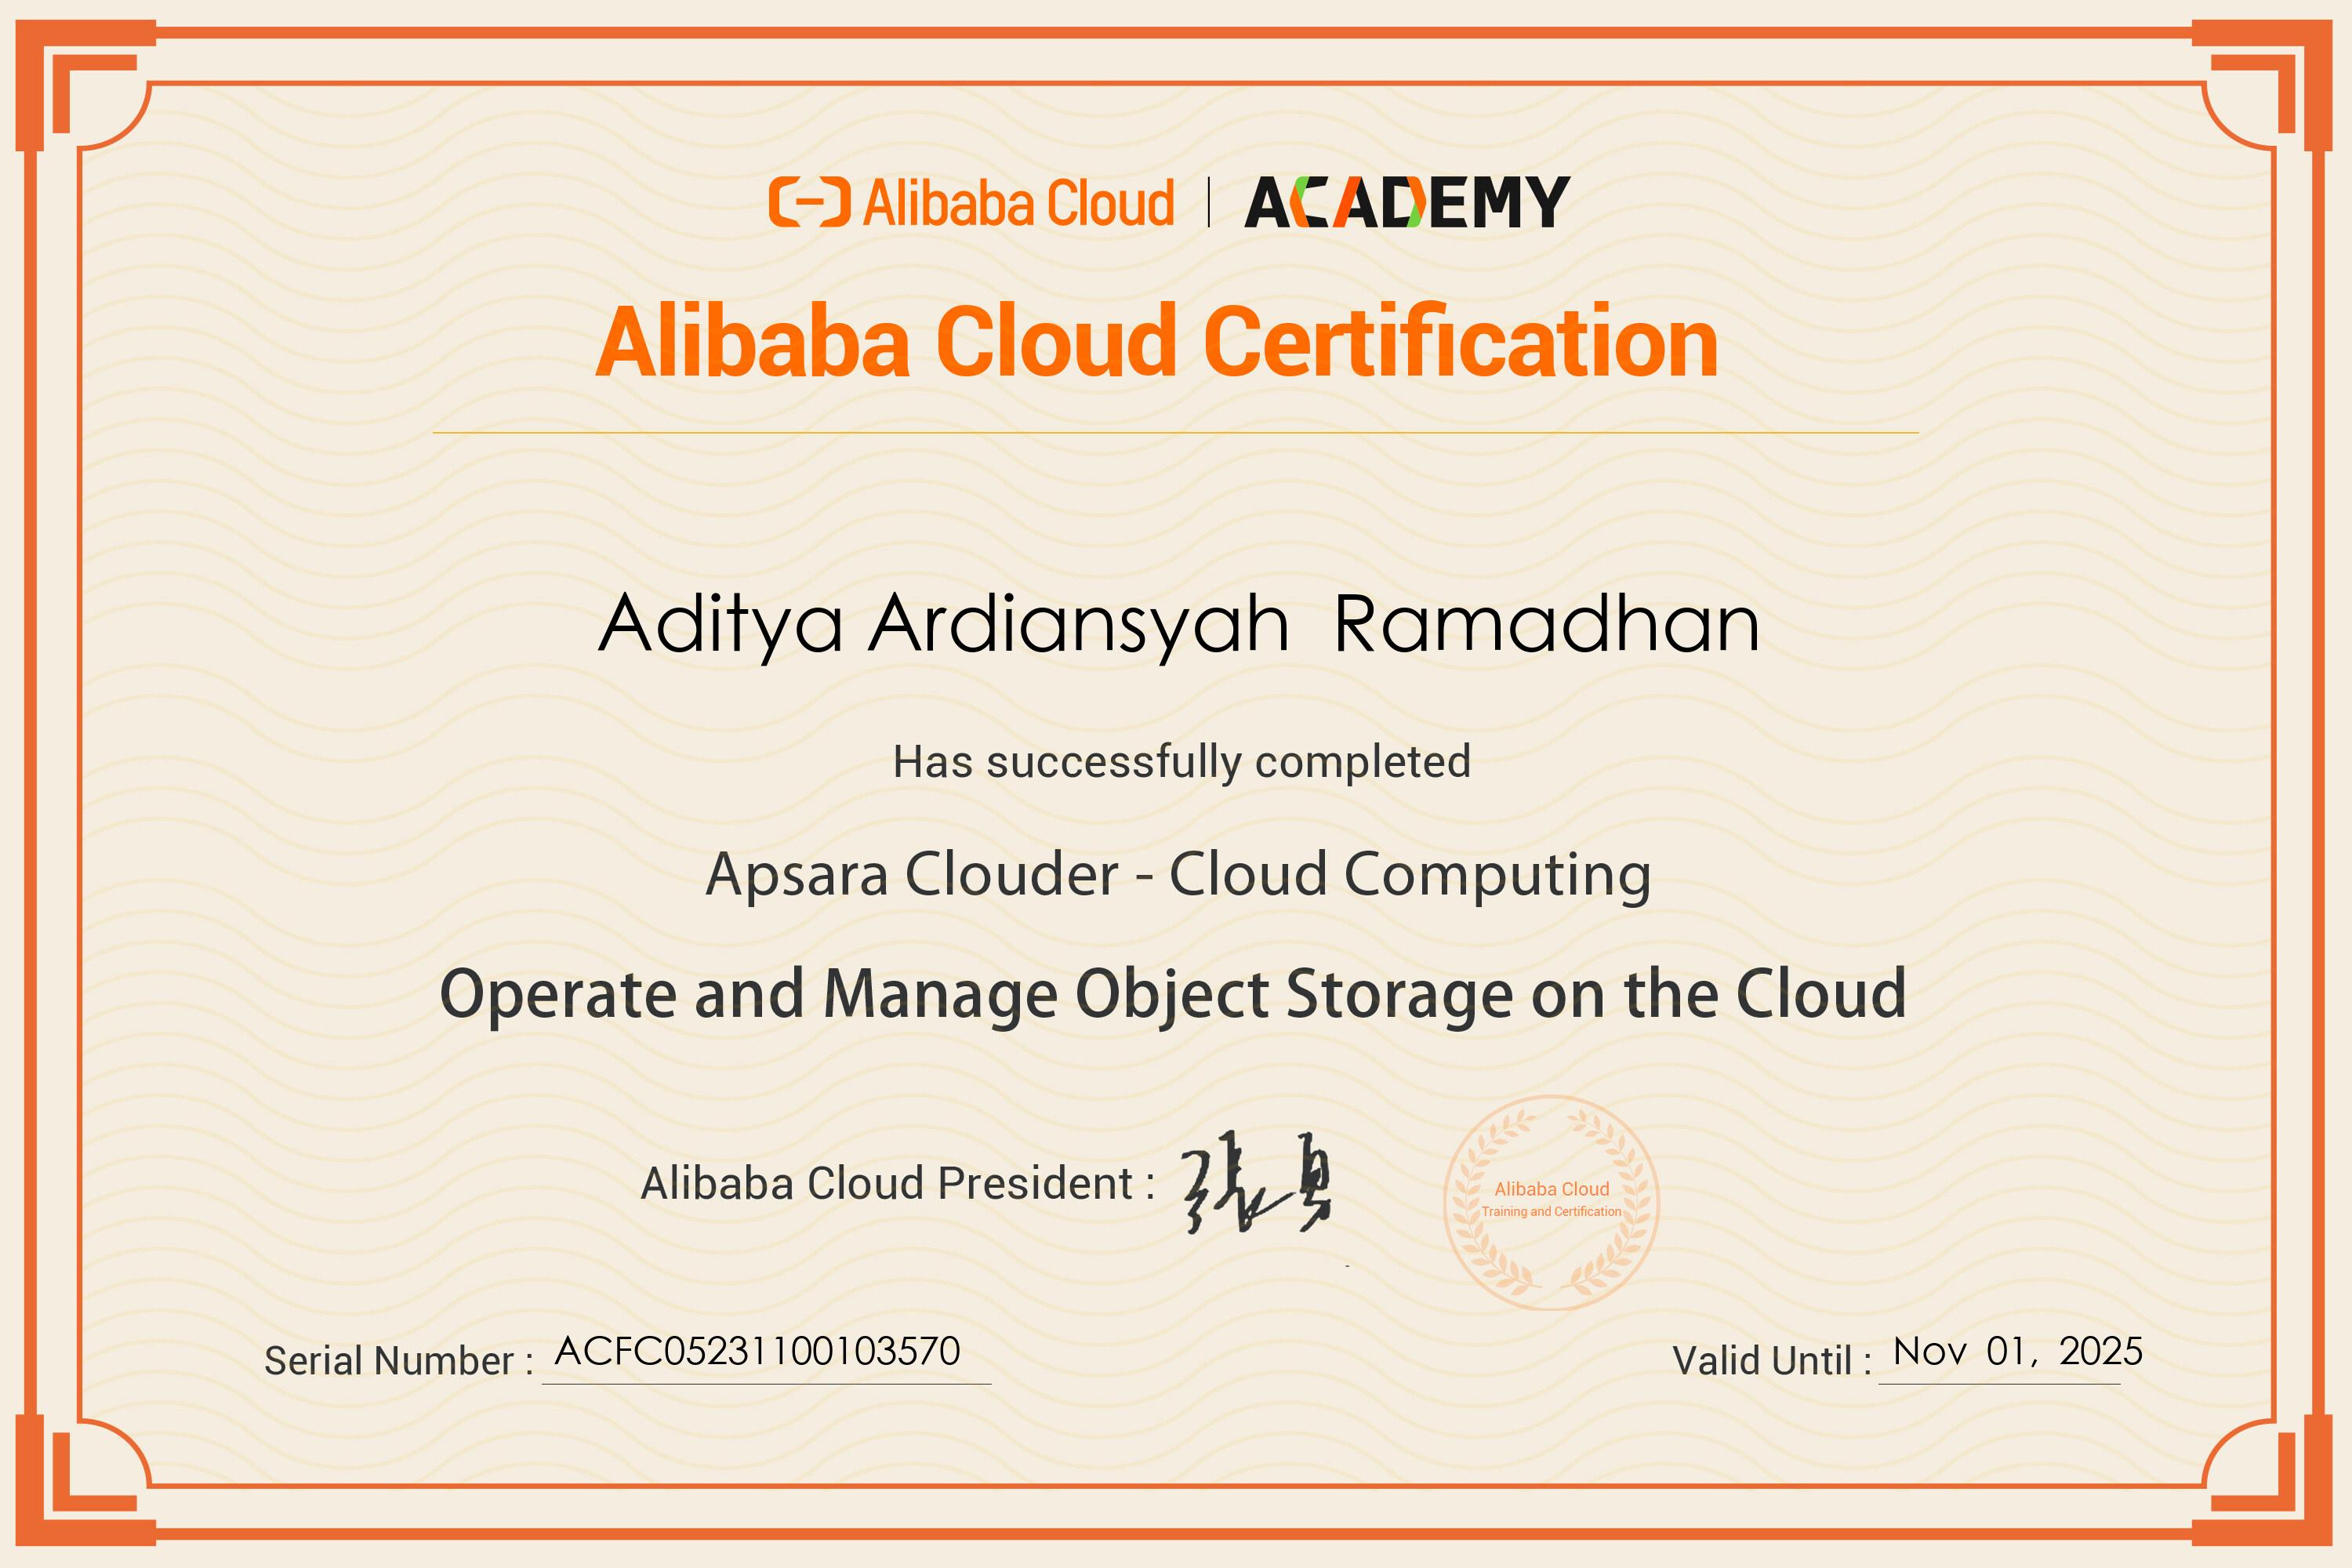 Alibaba Cloud | ACADEMY
Alibaba Cloud Certification
Aditya Ardiansyah Ramadhan
Has successfully completed
Apsara Clouder - Cloud Computing
Operate and Manage Object Storage on the Cloud
Alibaba Cloud President : 张勇
Alibaba Cloud
Training and Certification
Serial Number : ACFC05231100103570
Valid Until : Nov 01, 2025